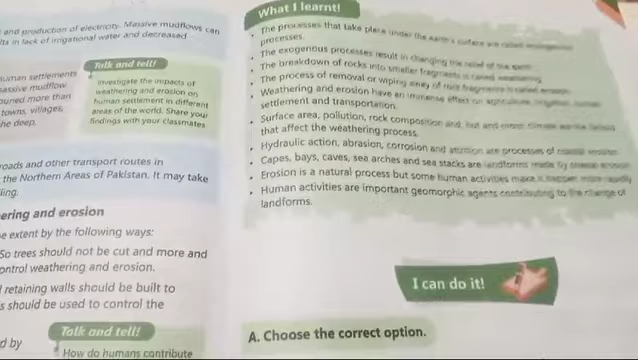 and production of electricity. Massive mudflows can
lts in lack of irrigational water and decreased
Talk and tell!
Investigate the impacts of
weathering and erosion on
human settlement in different
areas of the world. Share your
findings with your classmates
human settlements
massive mudflow
more than
towns, villages,
deep.
roads and other transport routes in
the Northern Areas of Pakistan. It may take
ling.
ering and erosion
e extent by the following ways:
So trees should not be cut and more and
control weathering and erosion.
retaining walls should be built to
s should be used to control the
Talk and tell!
d by
How do humans contribute
What I learnt!
• The processes that take place under the earth's surface are called
processes.
• The exogenous processes result in changing the relief of the earth.
• The breakdown of rocks into smaller fragments is called weathering.
• The process of removal or wiping away of rock fragments is called erosion.
• Weathering and erosion have an immense effect on agriculture, irrigation, human
settlement and transportation.
• Surface area, pollution, rock composition and, hot and climate are the factors
that affect the weathering process.
• Hydraulic action, abrasion, corrosion and attrition are processes of coastal erosion.
• Capes, bays, caves, sea arches and sea stacks are landforms made by erosion.
• Erosion is a natural process but some human activities make it happen more rapidly
• Human activities are important geomorphic agents contributing to the change of
landforms.
I can do it!
A. Choose the correct option.